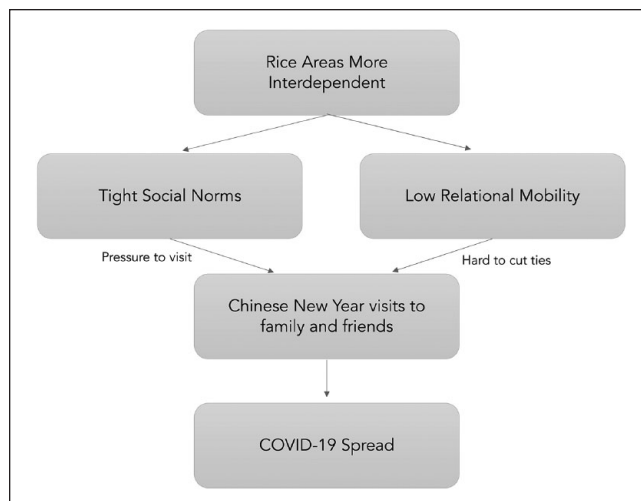 Rice Areas More
Interdependent
Tight Social Norms
Low Relational Mobility
Pressure to visit
Hard to cut ties
Chinese New Year visits to
family and friends
COVID-19 Spread